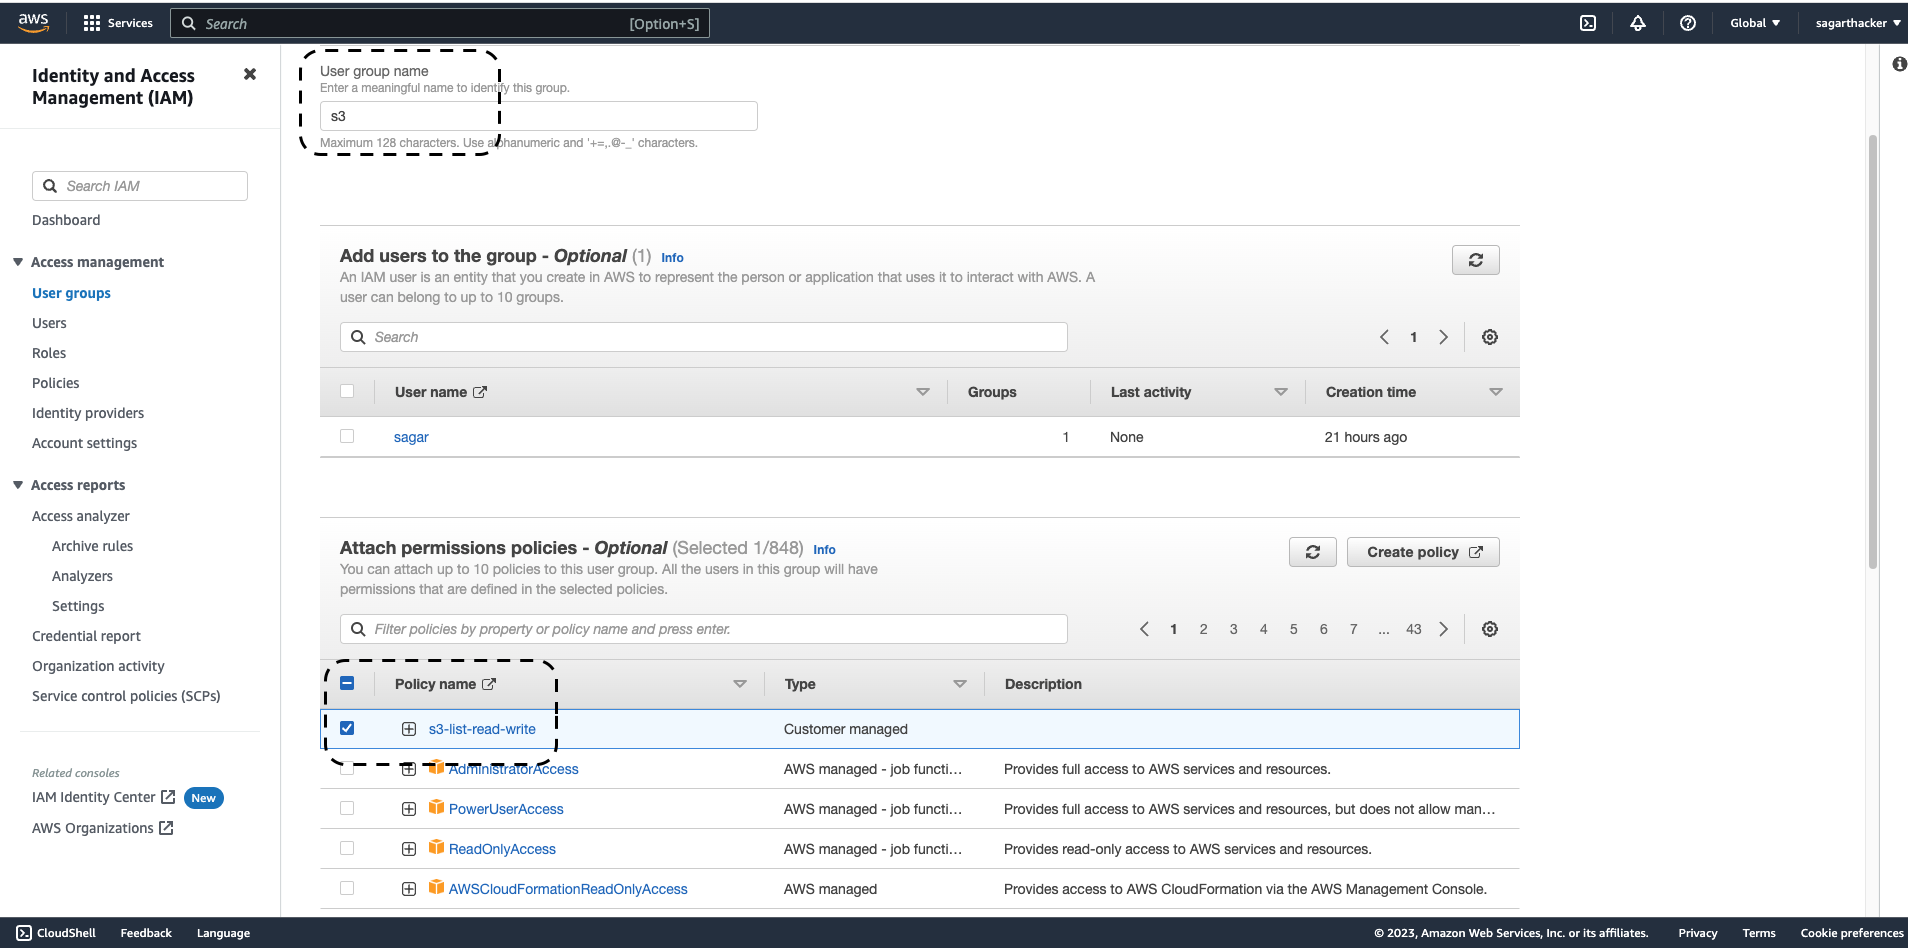 aws Services Search [Option+S] Global sagarthacker
Identity and Access
Management (IAM)
Search IAM
Dashboard
Access management
User groups
Users
Roles
Policies
Identity providers
Account settings
Access reports
Access analyzer
Archive rules
Analyzers
Settings
Credential report
Organization activity
Service control policies (SCPs)
Related consoles
IAM Identity Center New
AWS Organizations
User group name
Enter a meaningful name to identify this group.
s3
Maximum 128 characters. Use alphanumeric and '+=,.@-_' characters.
Add users to the group - Optional (1) Info
An IAM user is an entity that you create in AWS to represent the person or application that uses it to interact with AWS. A
user can belong to up to 10 groups.
Search 1
User name Groups Last activity Creation time
sagar 1 None 21 hours ago
Attach permissions policies - Optional (Selected 1/848) Info
Create policy
You can attach up to 10 policies to this user group. All the users in this group will have
permissions that are defined in the selected policies.
Filter policies by property or policy name and press enter. 1 2 3 4 5 6 7 ... 43
Policy name Type Description
s3-list-read-write Customer managed
AdministratorAccess AWS managed - job functi... Provides full access to AWS services and resources.
PowerUserAccess AWS managed - job functi... Provides full access to AWS services and resources, but does not allow man...
ReadOnlyAccess AWS managed - job functi... Provides read-only access to AWS services and resources.
AWSCloudFormationReadOnlyAccess AWS managed Provides access to AWS CloudFormation via the AWS Management Console.
CloudShell Feedback Language © 2023, Amazon Web Services, Inc. or its affiliates. Privacy Terms Cookie preferences